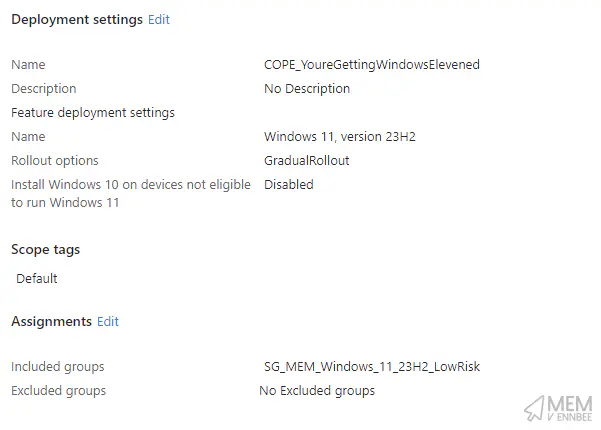 Deployment settings Edit
Name COPE_YoureGettingWindowsElevened
Description No Description
Feature deployment settings
Name Windows 11, version 23H2
Rollout options GradualRollout
Install Windows 10 on devices not eligible Disabled
to run Windows 11
Scope tags
Default
Assignments Edit
Included groups SG_MEM_Windows_11_23H2_LowRisk
Excluded groups No Excluded groups
MEM
V ENNBEE